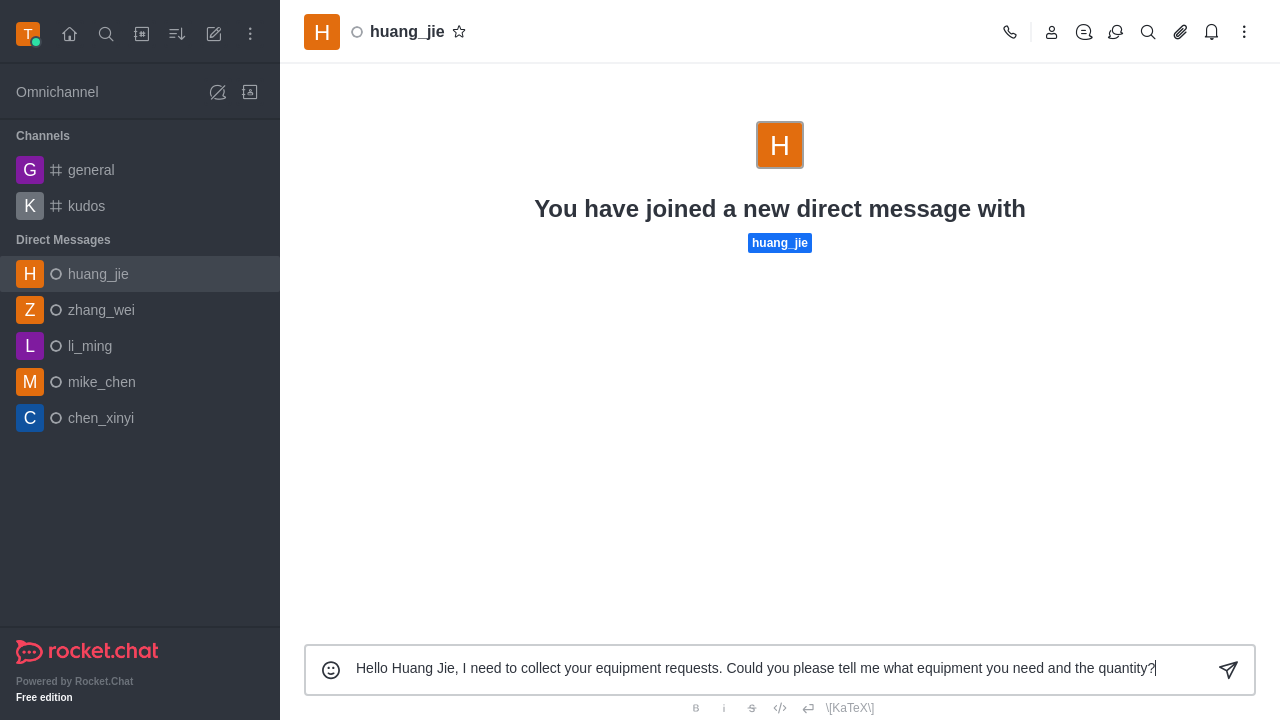 T
Omnichannel
Channels
G general
K kudos
Direct Messages
H huang_jie
Z zhang_wei
L li_ming
M mike_chen
C chen_xinyi
rocket.chat
Powered by Rocket.Chat
Free edition
H huang_jie
H
You have joined a new direct message with
huang_jie
Hello Huang Jie, I need to collect your equipment requests. Could you please tell me what equipment you need and the quantity?
B i S \[KaTeX\]